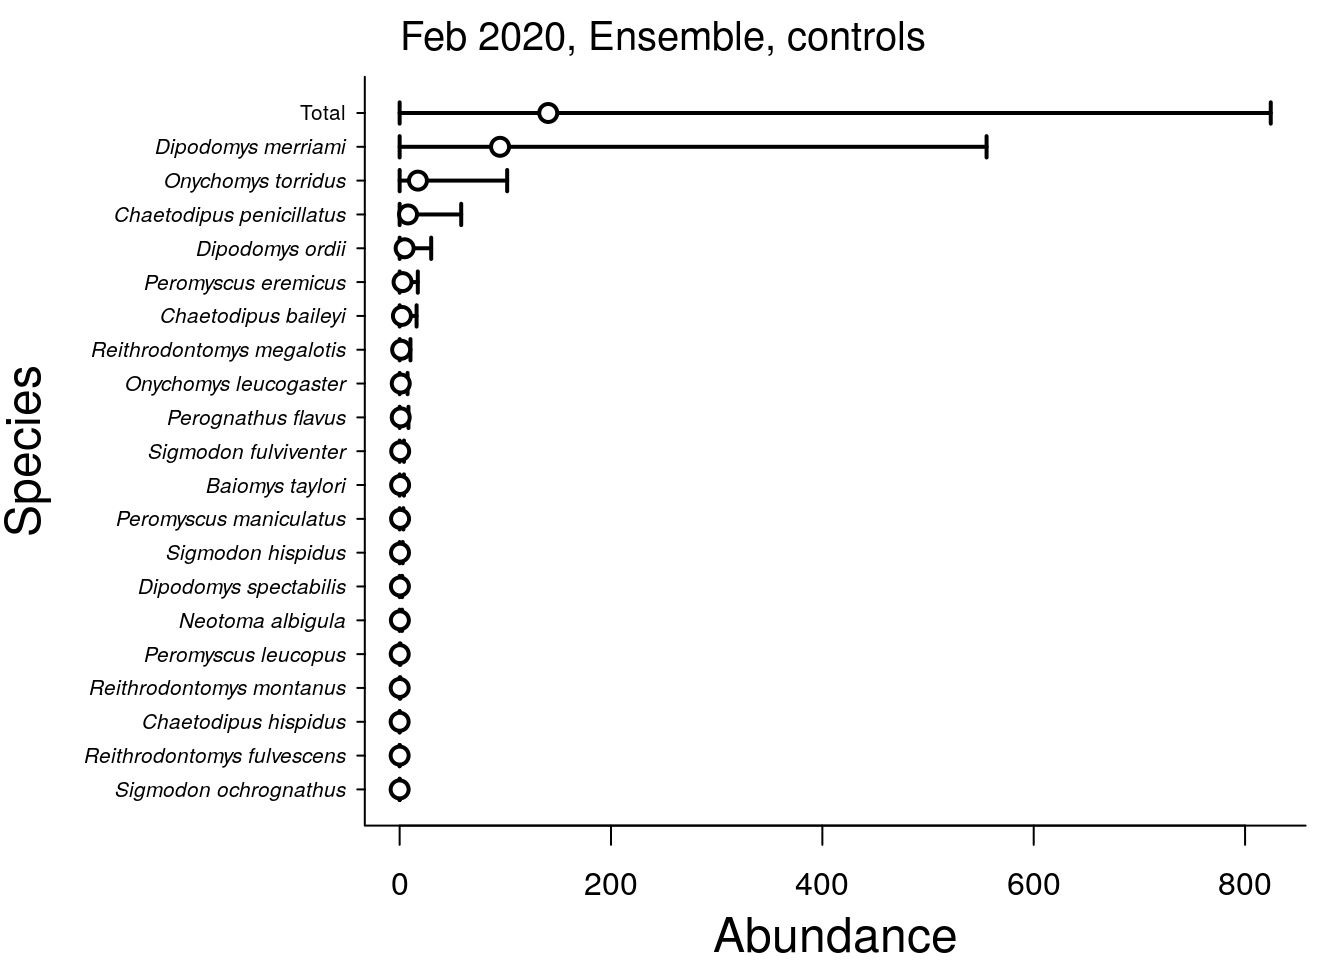 Feb 2020, Ensemble, controls
Species
Total
Dipodomys merriami
Onychomys torridus
Chaetodipus penicillatus
Dipodomys ordii
Peromyscus eremicus
Chaetodipus baileyi
Reithrodontomys megalotis
Onychomys leucogaster
Perognathus flavus
Sigmodon fulviventer
Baiomys taylori
Peromyscus maniculatus
Sigmodon hispidus
Dipodomys spectabilis
Neotoma albigula
Peromyscus leucopus
Reithrodontomys montanus
Chaetodipus hispidus
Reithrodontomys fulvescens
Sigmodon ochrognathus
0 200 400 600 800
Abundance